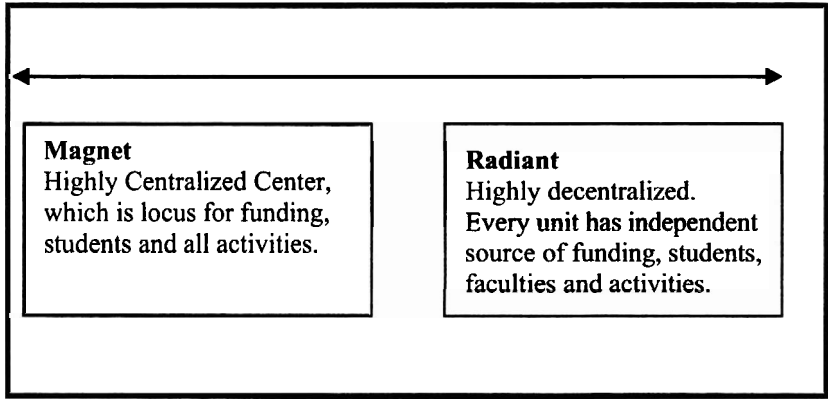 Magnet
Highly Centralized Center,
which is locus for funding,
students and all activities.
Radiant
Highly decentralized.
Every unit has independent
source of funding, students,
faculties and activities.